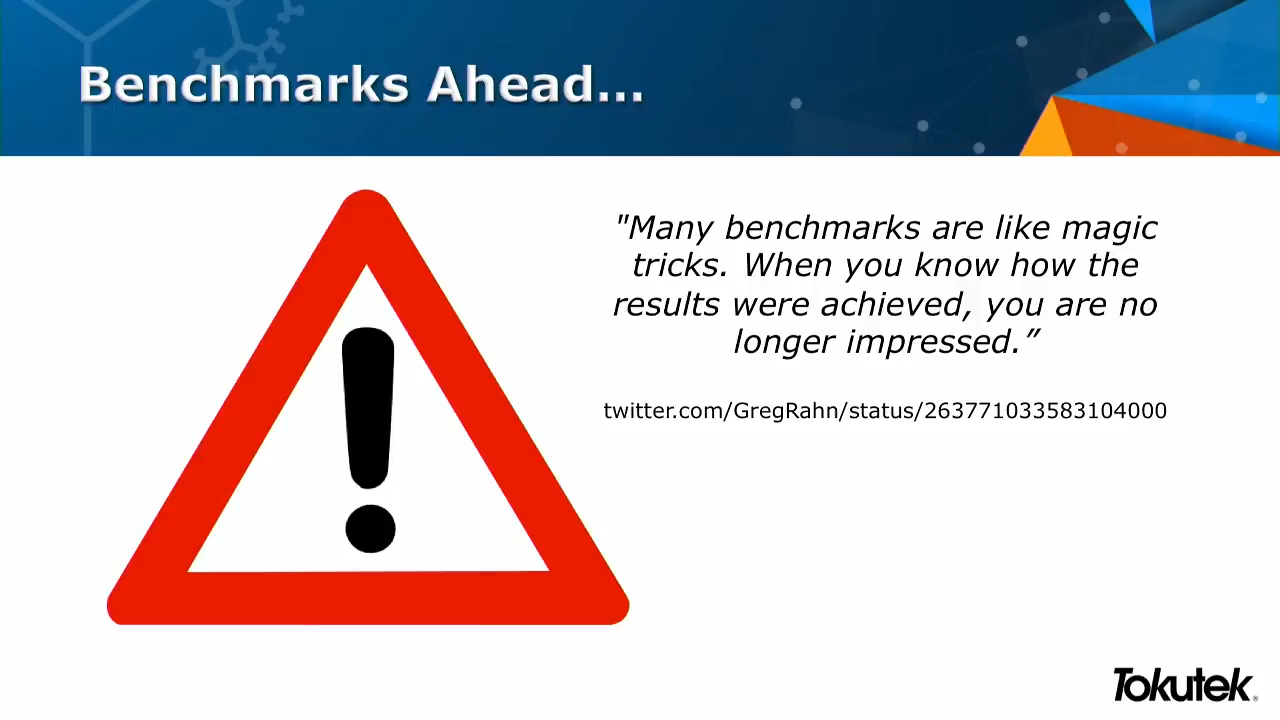 Benchmarks Ahead...
"Many benchmarks are like magic
tricks. When you know how the
results were achieved, you are no
longer impressed.”
twitter.com/GregRahn/status/263771033583104000
Tokutek®